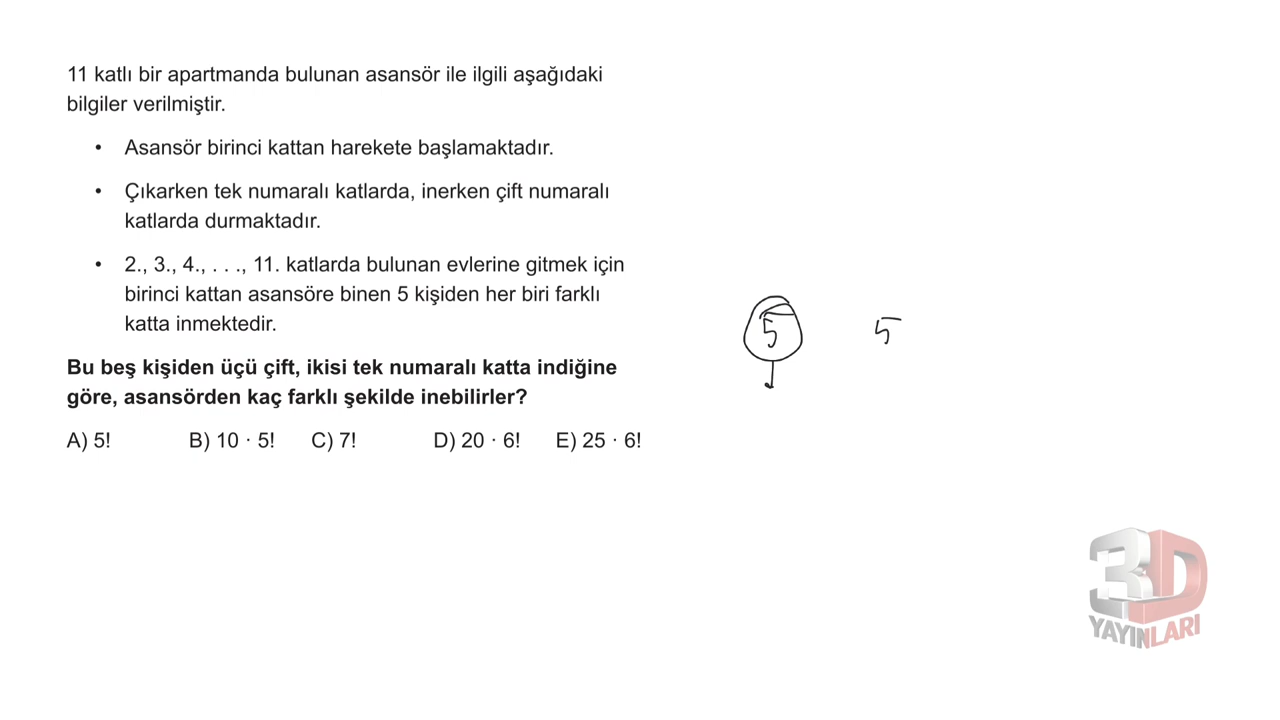 11 katlı bir apartmanda bulunan asansör ile ilgili aşağıdaki
bilgiler verilmiştir.
• Asansör birinci kattan harekete başlamaktadır.
• Çıkarken tek numaralı katlarda, inerken çift numaralı
katlarda durmaktadır.
• 2., 3., 4., . . ., 11. katlarda bulunan evlerine gitmek için
birinci kattan asansöre binen 5 kişiden her biri farklı
katta inmektedir.
Bu beş kişiden üçü çift, ikisi tek numaralı katta indiğine
göre, asansörden kaç farklı şekilde inebilirler?
A) 5! B) 10 · 5! C) 7! D) 20 · 6! E) 25 · 6!
5 5
3D
YAYINLARI